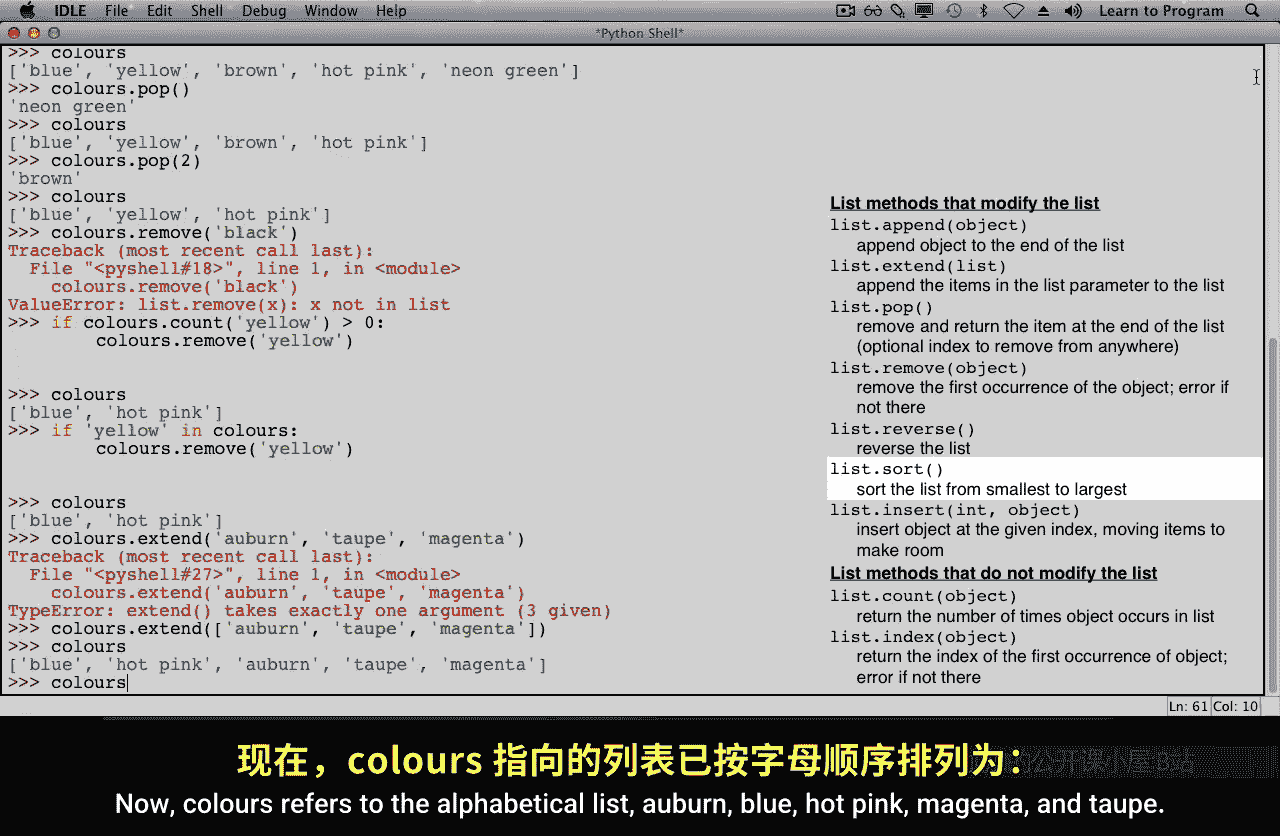 IDLE File Edit Shell Debug Window Help Learn to Program
*Python Shell*
>>> colours
['blue', 'yellow', 'brown', 'hot pink', 'neon green']
>>> colours.pop()
'neon green'
>>> colours
['blue', 'yellow', 'brown', 'hot pink']
>>> colours.pop(2)
'brown'
>>> colours
['blue', 'yellow', 'hot pink']
>>> colours.remove('black')
Traceback (most recent call last):
  File "<pyshell#18>", line 1, in <module>
    colours.remove('black')
ValueError: list.remove(x): x not in list
>>> if colours.count('yellow') > 0:
        colours.remove('yellow')
>>> colours
['blue', 'hot pink']
>>> if 'yellow' in colours:
        colours.remove('yellow')
>>> colours
['blue', 'hot pink']
>>> colours.extend('auburn', 'taupe', 'magenta')
Traceback (most recent call last):
  File "<pyshell#27>", line 1, in <module>
    colours.extend('auburn', 'taupe', 'magenta')
TypeError: extend() takes exactly one argument (3 given)
>>> colours.extend(['auburn', 'taupe', 'magenta'])
>>> colours
['blue', 'hot pink', 'auburn', 'taupe', 'magenta']
>>> colours
List methods that modify the list
list.append(object)
append object to the end of the list
list.extend(list)
append the items in the list parameter to the list
list.pop()
remove and return the item at the end of the list
(optional index to remove from anywhere)
list.remove(object)
remove the first occurrence of the object; error if
not there
list.reverse()
reverse the list
list.sort()
sort the list from smallest to largest
list.insert(int, object)
insert object at the given index, moving items to
make room
List methods that do not modify the list
list.count(object)
return the number of times object occurs in list
list.index(object)
return the index of the first occurrence of object;
error if not there
Ln: 61 Col: 10
现在，colours 指向的列表已按字母顺序排列为：
的公开课小屋B站
Now, colours refers to the alphabetical list, auburn, blue, hot pink, magenta, and taupe.